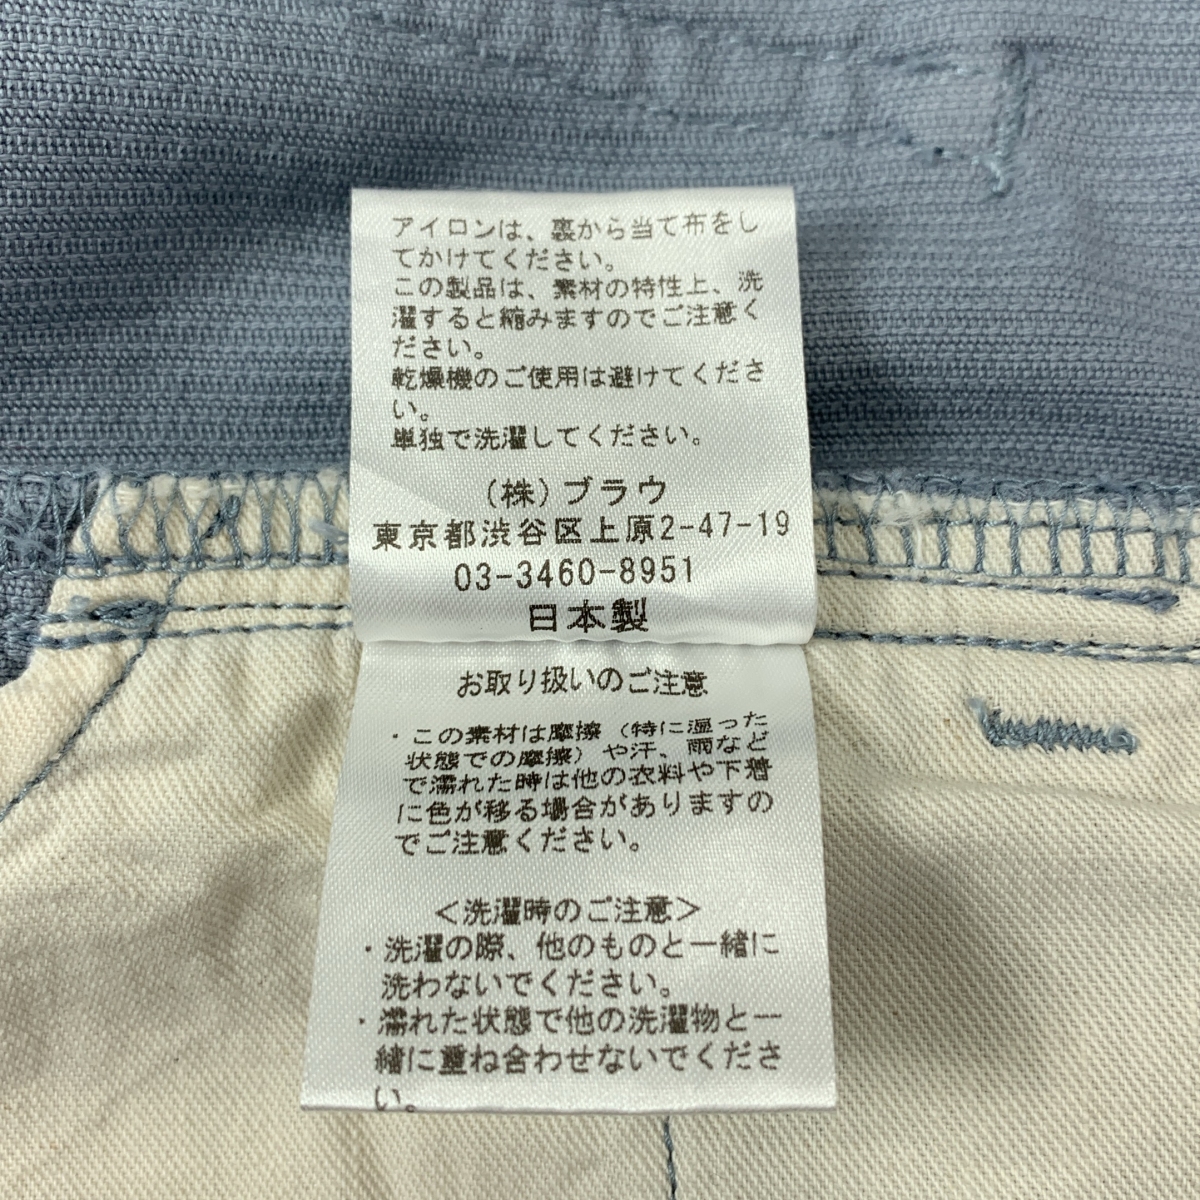 アイロンは、裏から当て布をし
てかけてください。
この製品は、素材の特性上、洗
濯すると縮みますのでご注意く
ださい。
乾燥機のご使用は避けてくださ
い。
単独で洗濯してください。
(株)ブラウ
東京都渋谷区上原2-47-19
03-3460-8951
日本製
お取り扱いのご注意
・この素材は摩擦(特に湿った
状態での摩擦)や汗、雨など
で濡れた時は他の衣料や下着
に色が移る場合がありますの
でご注意ください。
<洗濯時のご注意>
・洗濯の際、他のものと一緒に
洗わないでください。
・濡れた状態で他の洗濯物と一
緒に重ね合わせないでくださ
い。